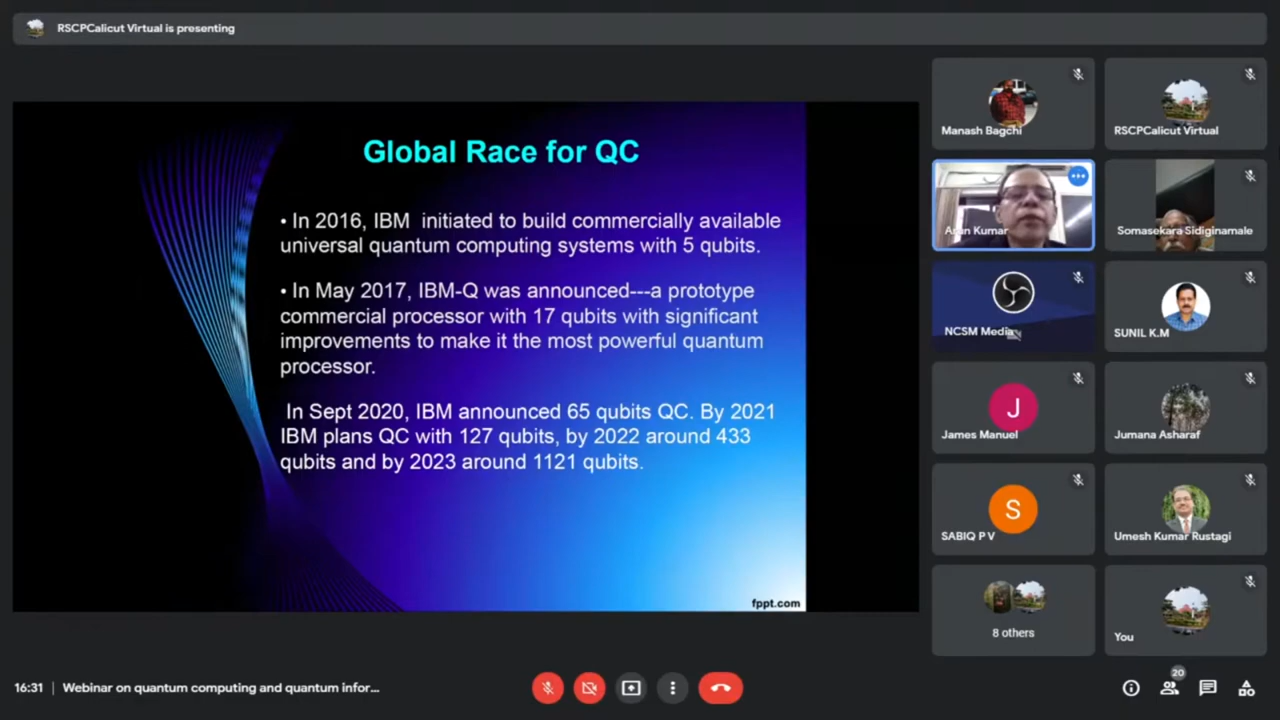 RSCPCalicut Virtual is presenting
Global Race for QC
• In 2016, IBM initiated to build commercially available
universal quantum computing systems with 5 qubits.
• In May 2017, IBM-Q was announced---a prototype
commercial processor with 17 qubits with significant
improvements to make it the most powerful quantum
processor.
In Sept 2020, IBM announced 65 qubits QC. By 2021
IBM plans QC with 127 qubits, by 2022 around 433
qubits and by 2023 around 1121 qubits.
fppt.com
Manash Bagchi
RSCPCalicut Virtual
Arun Kumar
Somasekara Sidiginamale
NCSM Media
SUNIL K.M
J
James Manuel
Jumana Asharaf
S
SABIQ P V
Umesh Kumar Rustagi
8 others
You
16:31 | Webinar on quantum computing and quantum infor...
20